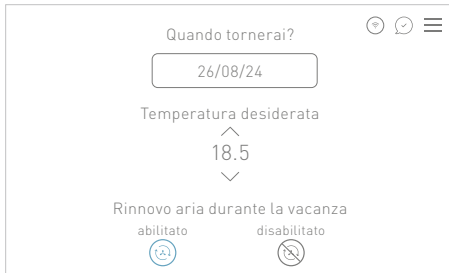 Quando tornerai?
26/08/24
Temperatura desiderata
18.5
Rinnovo aria durante la vacanza
abilitato disabilitato